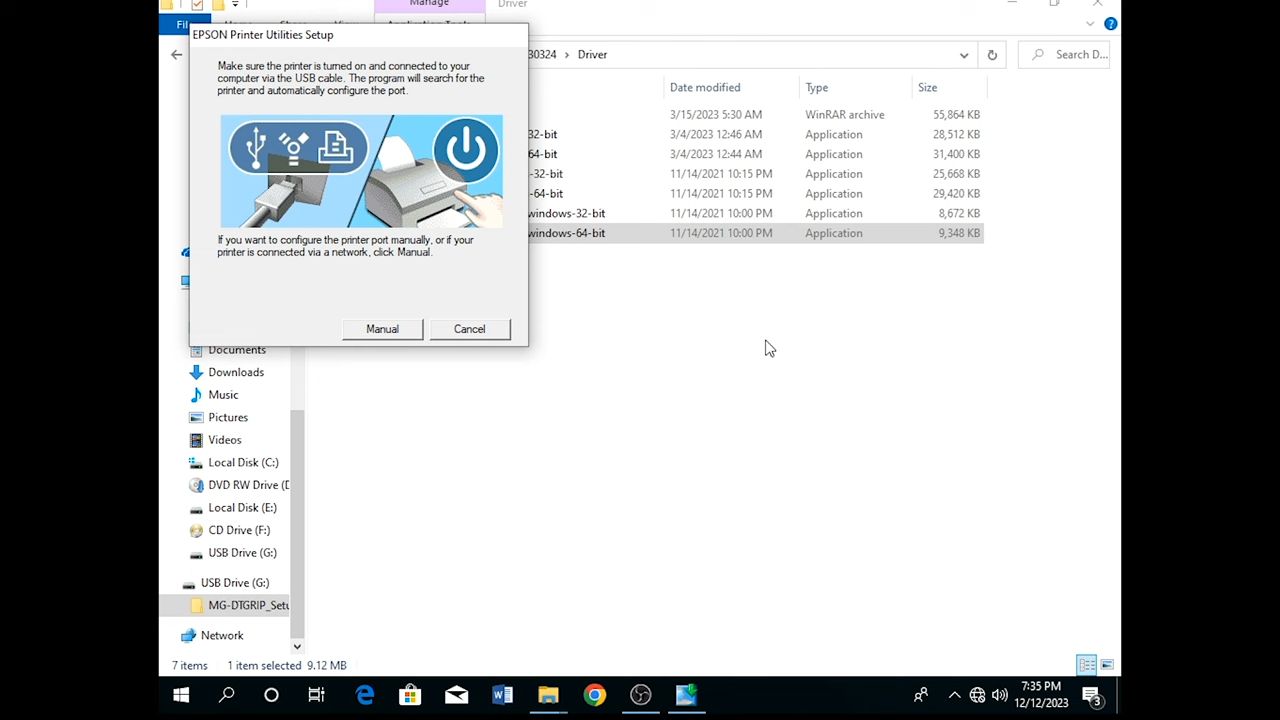 Manage
Driver
Fil
EPSON Printer Utilities Setup
Make sure the printer is turned on and connected to your
computer via the USB cable. The program will search for the
printer and automatically configure the port.
If you want to configure the printer port manually, or if your
printer is connected via a network, click Manual.
Manual
Cancel
30324 > Driver
Search D...
Date modified
Type
Size
3/15/2023 5:30 AM WinRAR archive 55,864 KB
32-bit 3/4/2023 12:46 AM Application 28,512 KB
64-bit 3/4/2023 12:44 AM Application 31,400 KB
-32-bit 11/14/2021 10:15 PM Application 25,668 KB
-64-bit 11/14/2021 10:15 PM Application 29,420 KB
windows-32-bit 11/14/2021 10:00 PM Application 8,672 KB
windows-64-bit 11/14/2021 10:00 PM Application 9,348 KB
Documents
Downloads
Music
Pictures
Videos
Local Disk (C:)
DVD RW Drive (D
Local Disk (E:)
CD Drive (F:)
USB Drive (G:)
USB Drive (G:)
MG-DTGRIP_Setu
Network
7 items 1 item selected 9.12 MB
7:35 PM
12/12/2023
3